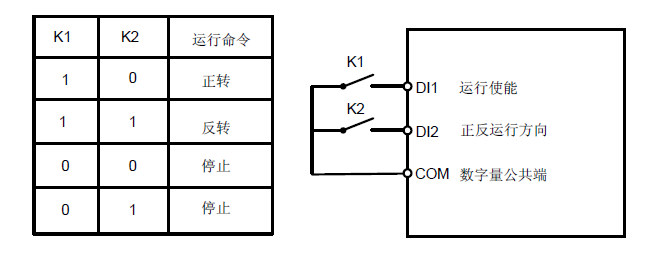 K1 K2 运行命令
1 0 正转
1 1 反转
0 0 停止
0 1 停止
K1
DI1 运行使能
K2
DI2 正反运行方向
COM 数字量公共端